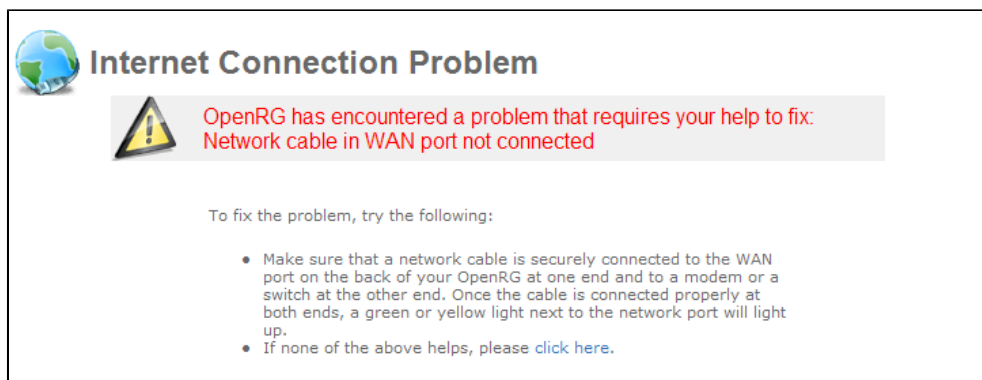 Internet Connection Problem
OpenRG has encountered a problem that requires your help to fix:
Network cable in WAN port not connected
To fix the problem, try the following:
• Make sure that a network cable is securely connected to the WAN
port on the back of your OpenRG at one end and to a modem or a
switch at the other end. Once the cable is connected properly at
both ends, a green or yellow light next to the network port will light
up.
• If none of the above helps, please click here.